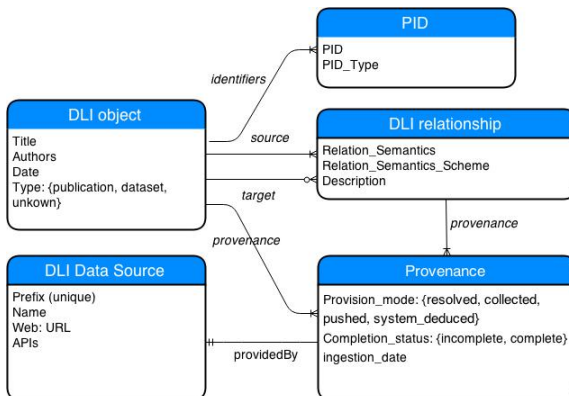 PID
PID
PID_Type
identifiers
DLI object
Title
Authors
Date
Type: {publication, dataset,
unkown}
source
target
provenance
DLI relationship
Relation_Semantics
Relation_Semantics_Scheme
Description
provenance
DLI Data Source
Prefix (unique)
Name
Web: URL
APIs
providedBy
Provenance
Provision_mode: {resolved, collected,
pushed, system_deduced}
Completion_status: {incomplete, complete}
ingestion_date